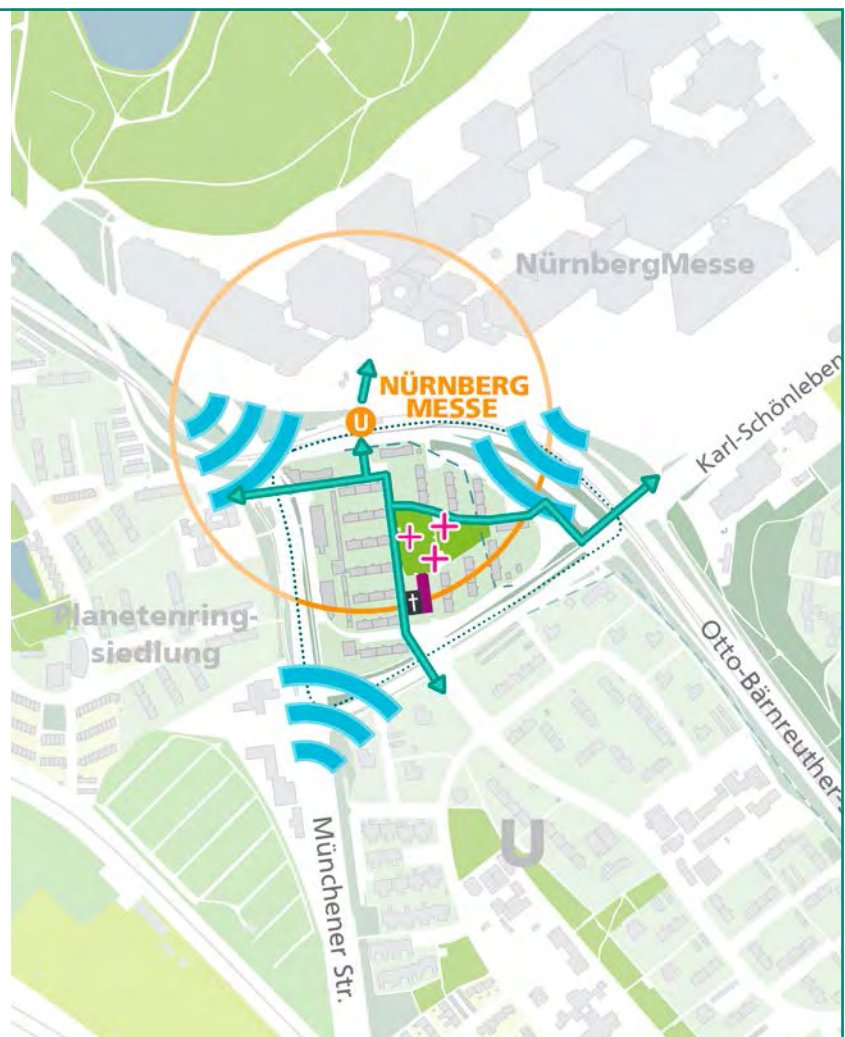 NürnbergMesse
NÜRNBERG
MESSE
U
Karl-Schönleben
Planetenring-
siedlung
Otto-Bärnreuther-
U
Münchener Str.